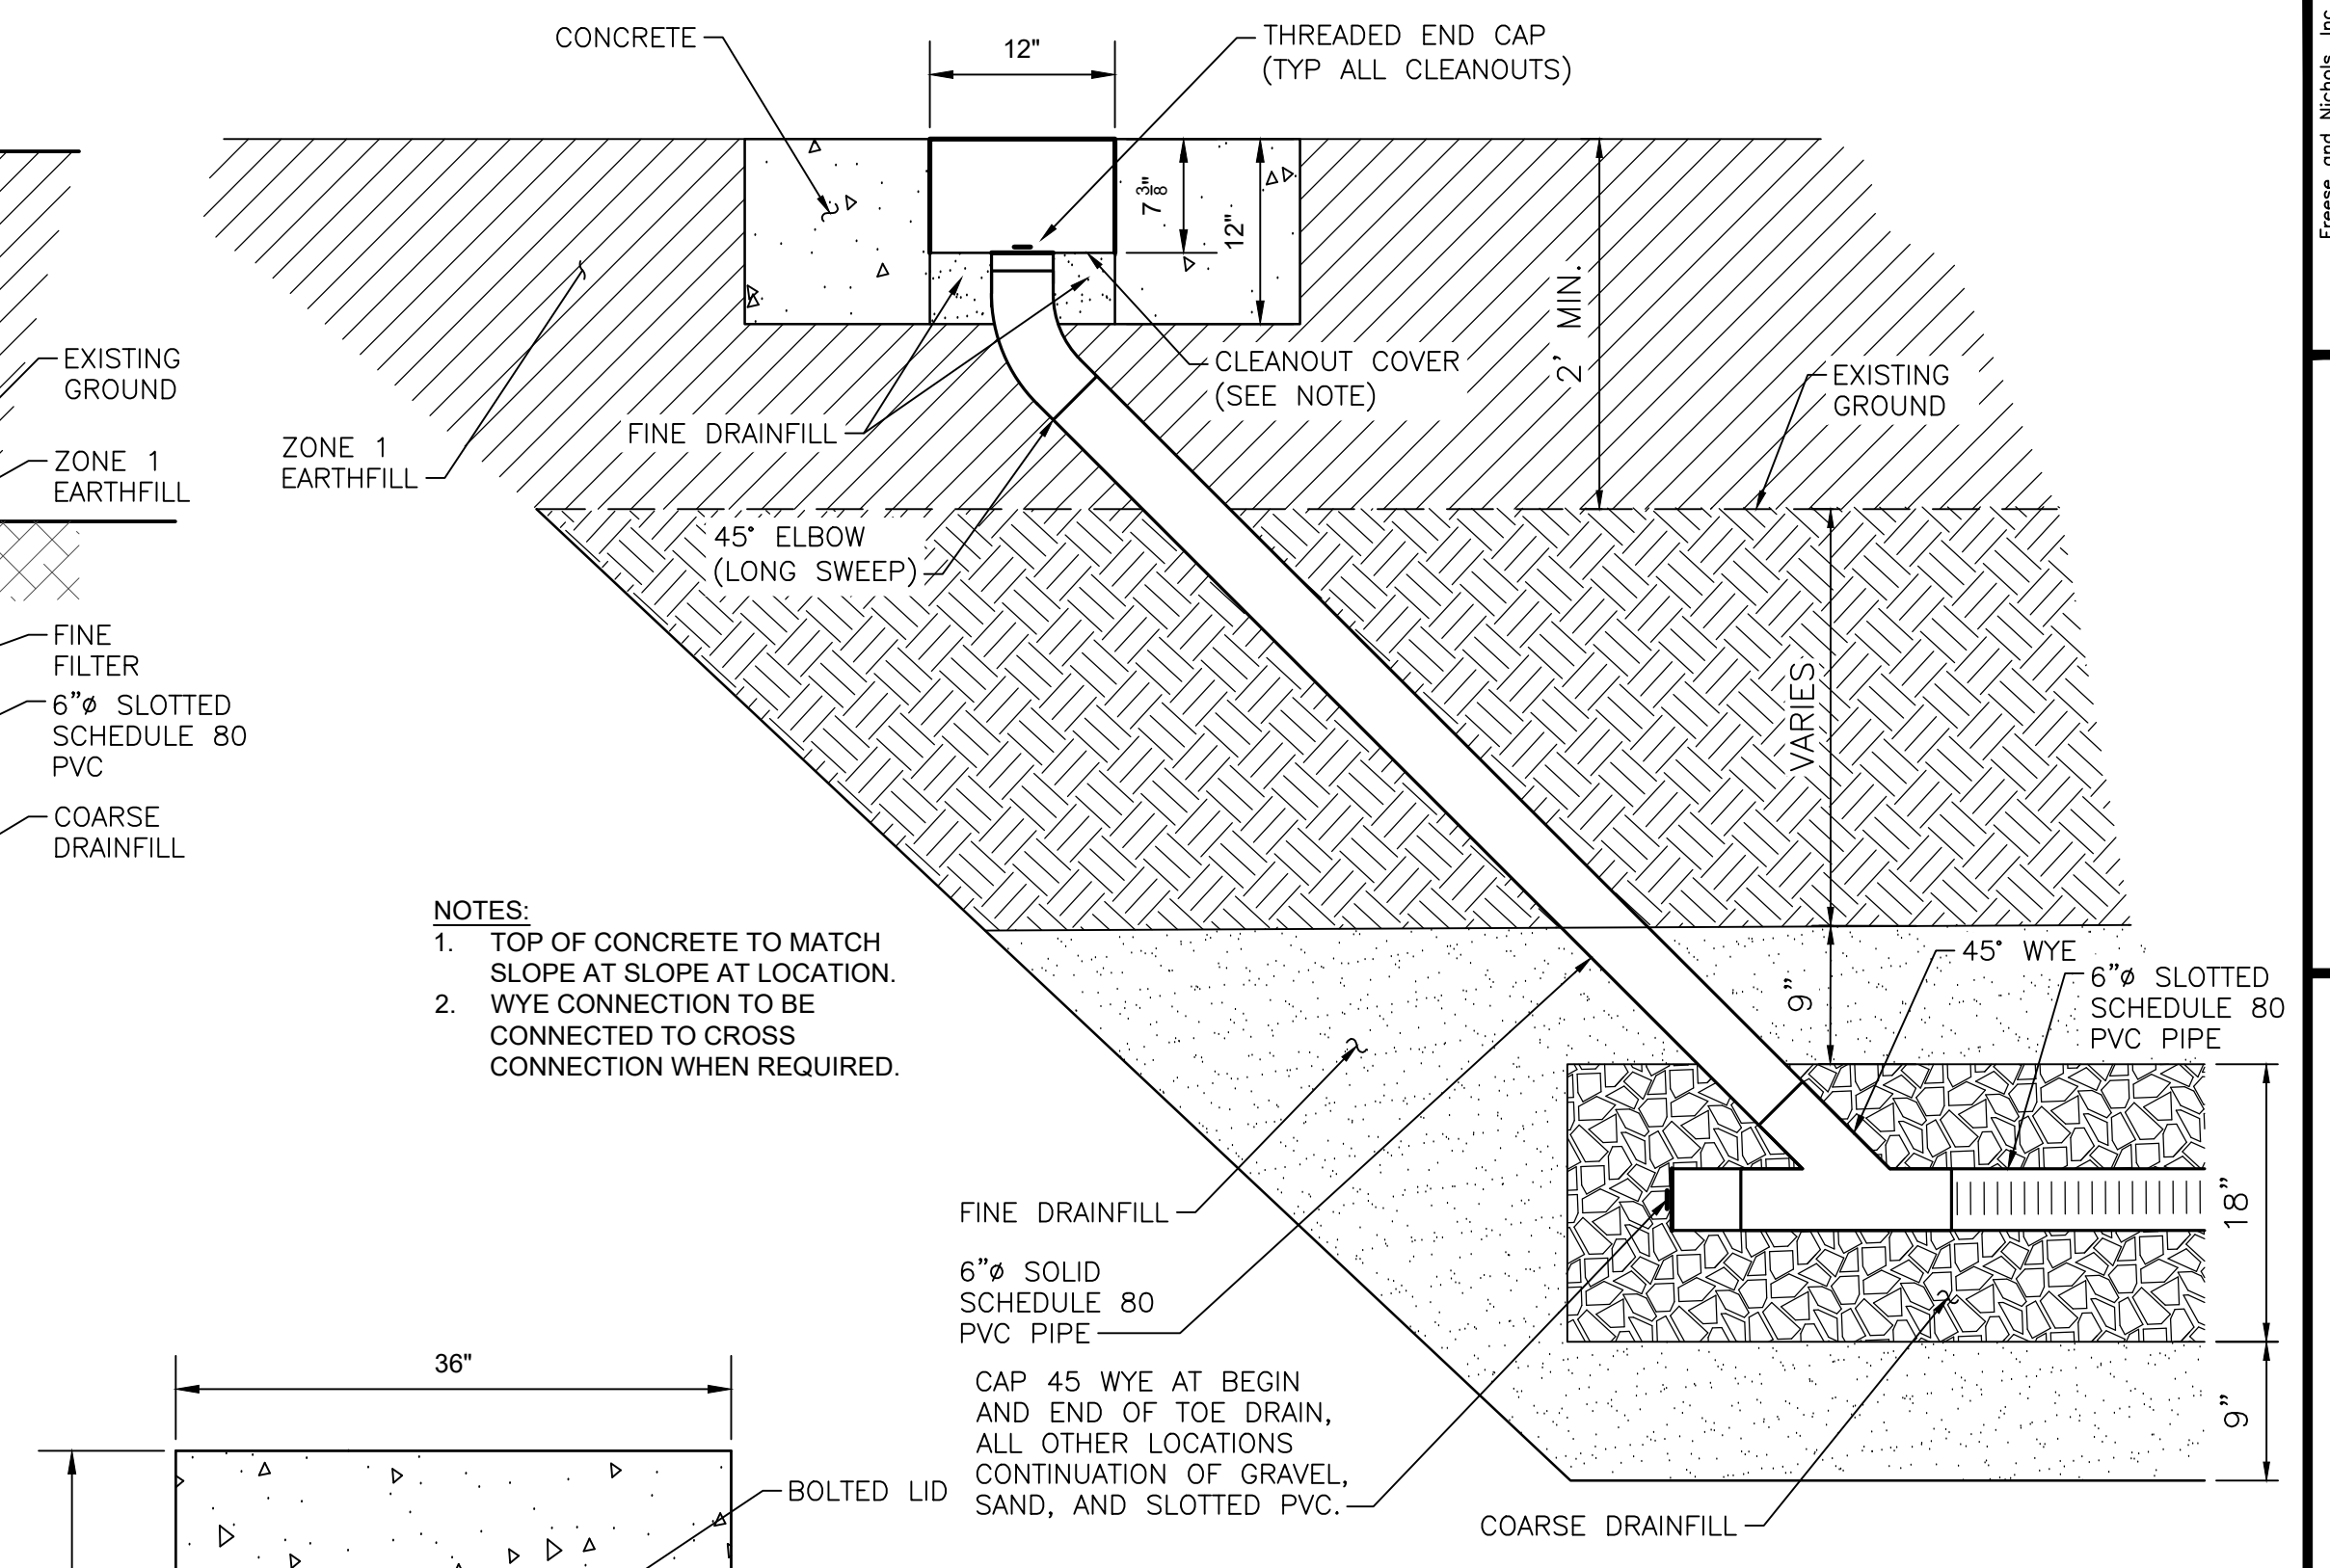 CONCRETE
12"
THREADED END CAP
(TYP ALL CLEANOUTS)
Freese and Nichols, Inc
7 3/8"
12"
2' MIN.
EXISTING
GROUND
ZONE 1
EARTHFILL
FINE
FILTER
6"ø SLOTTED
SCHEDULE 80
PVC
COARSE
DRAINFILL
ZONE 1
EARTHFILL
FINE DRAINFILL
CLEANOUT COVER
(SEE NOTE)
EXISTING
GROUND
45° ELBOW
(LONG SWEEP)
VARIES
NOTES:
1. TOP OF CONCRETE TO MATCH
SLOPE AT SLOPE AT LOCATION.
2. WYE CONNECTION TO BE
CONNECTED TO CROSS
CONNECTION WHEN REQUIRED.
45° WYE
9"
6"ø SLOTTED
SCHEDULE 80
PVC PIPE
18"
9"
FINE DRAINFILL
6"ø SOLID
SCHEDULE 80
PVC PIPE
CAP 45 WYE AT BEGIN
AND END OF TOE DRAIN,
ALL OTHER LOCATIONS
CONTINUATION OF GRAVEL,
SAND, AND SLOTTED PVC.
COARSE DRAINFILL
36"
BOLTED LID